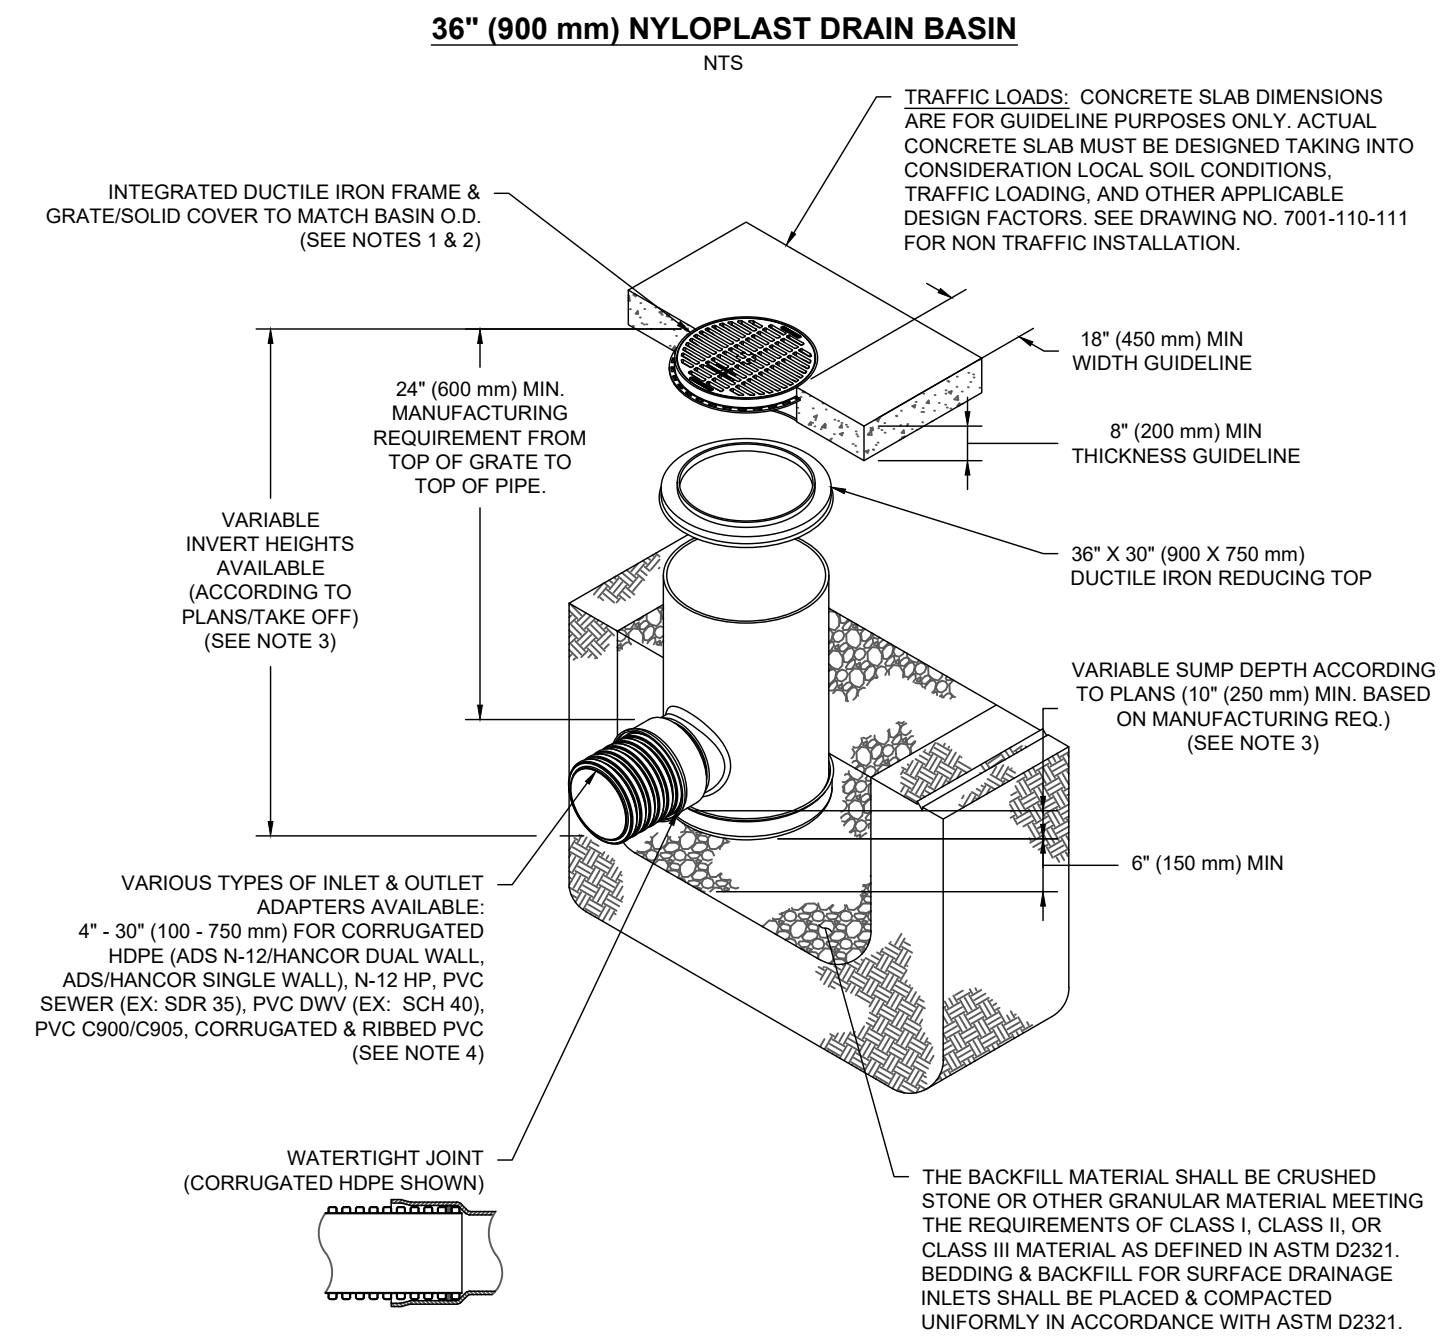 36" (900 mm) NYLOPLAST DRAIN BASIN
NTS
TRAFFIC LOADS: CONCRETE SLAB DIMENSIONS
ARE FOR GUIDELINE PURPOSES ONLY. ACTUAL
CONCRETE SLAB MUST BE DESIGNED TAKING INTO
CONSIDERATION LOCAL SOIL CONDITIONS,
TRAFFIC LOADING, AND OTHER APPLICABLE
DESIGN FACTORS. SEE DRAWING NO. 7001-110-111
FOR NON TRAFFIC INSTALLATION.
INTEGRATED DUCTILE IRON FRAME &
GRATE/SOLID COVER TO MATCH BASIN O.D.
(SEE NOTES 1 & 2)
18" (450 mm) MIN
WIDTH GUIDELINE
24" (600 mm) MIN.
MANUFACTURING
REQUIREMENT FROM
TOP OF GRATE TO
TOP OF PIPE.
8" (200 mm) MIN
THICKNESS GUIDELINE
VARIABLE
INVERT HEIGHTS
AVAILABLE
(ACCORDING TO
PLANS/TAKE OFF)
(SEE NOTE 3)
36" X 30" (900 X 750 mm)
DUCTILE IRON REDUCING TOP
VARIABLE SUMP DEPTH ACCORDING
TO PLANS (10" (250 mm) MIN. BASED
ON MANUFACTURING REQ.)
(SEE NOTE 3)
6" (150 mm) MIN
VARIOUS TYPES OF INLET & OUTLET
ADAPTERS AVAILABLE:
4" - 30" (100 - 750 mm) FOR CORRUGATED
HDPE (ADS N-12/HANCOR DUAL WALL,
ADS/HANCOR SINGLE WALL), N-12 HP, PVC
SEWER (EX: SDR 35), PVC DWV (EX: SCH 40),
PVC C900/C905, CORRUGATED & RIBBED PVC
(SEE NOTE 4)
WATERTIGHT JOINT
(CORRUGATED HDPE SHOWN)
THE BACKFILL MATERIAL SHALL BE CRUSHED
STONE OR OTHER GRANULAR MATERIAL MEETING
THE REQUIREMENTS OF CLASS I, CLASS II, OR
CLASS III MATERIAL AS DEFINED IN ASTM D2321.
BEDDING & BACKFILL FOR SURFACE DRAINAGE
INLETS SHALL BE PLACED & COMPACTED
UNIFORMLY IN ACCORDANCE WITH ASTM D2321.